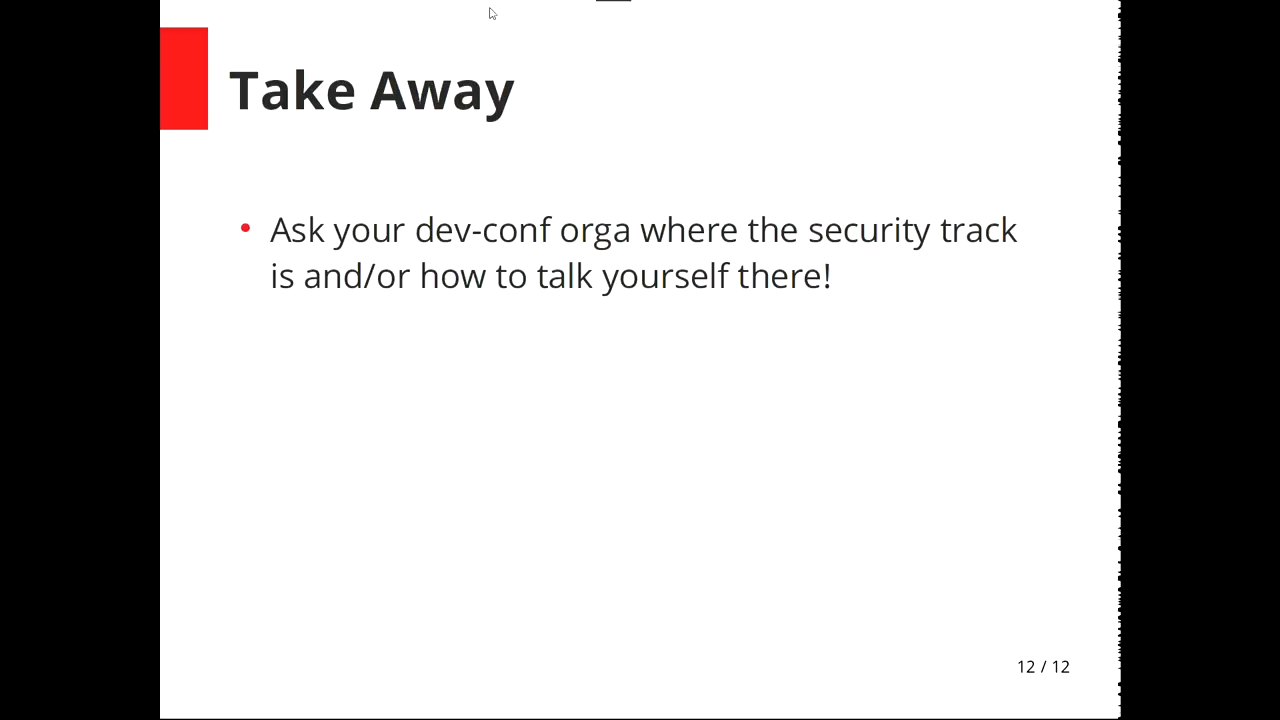 Take Away
• Ask your dev-conf orga where the security track
is and/or how to talk yourself there!
12 / 12